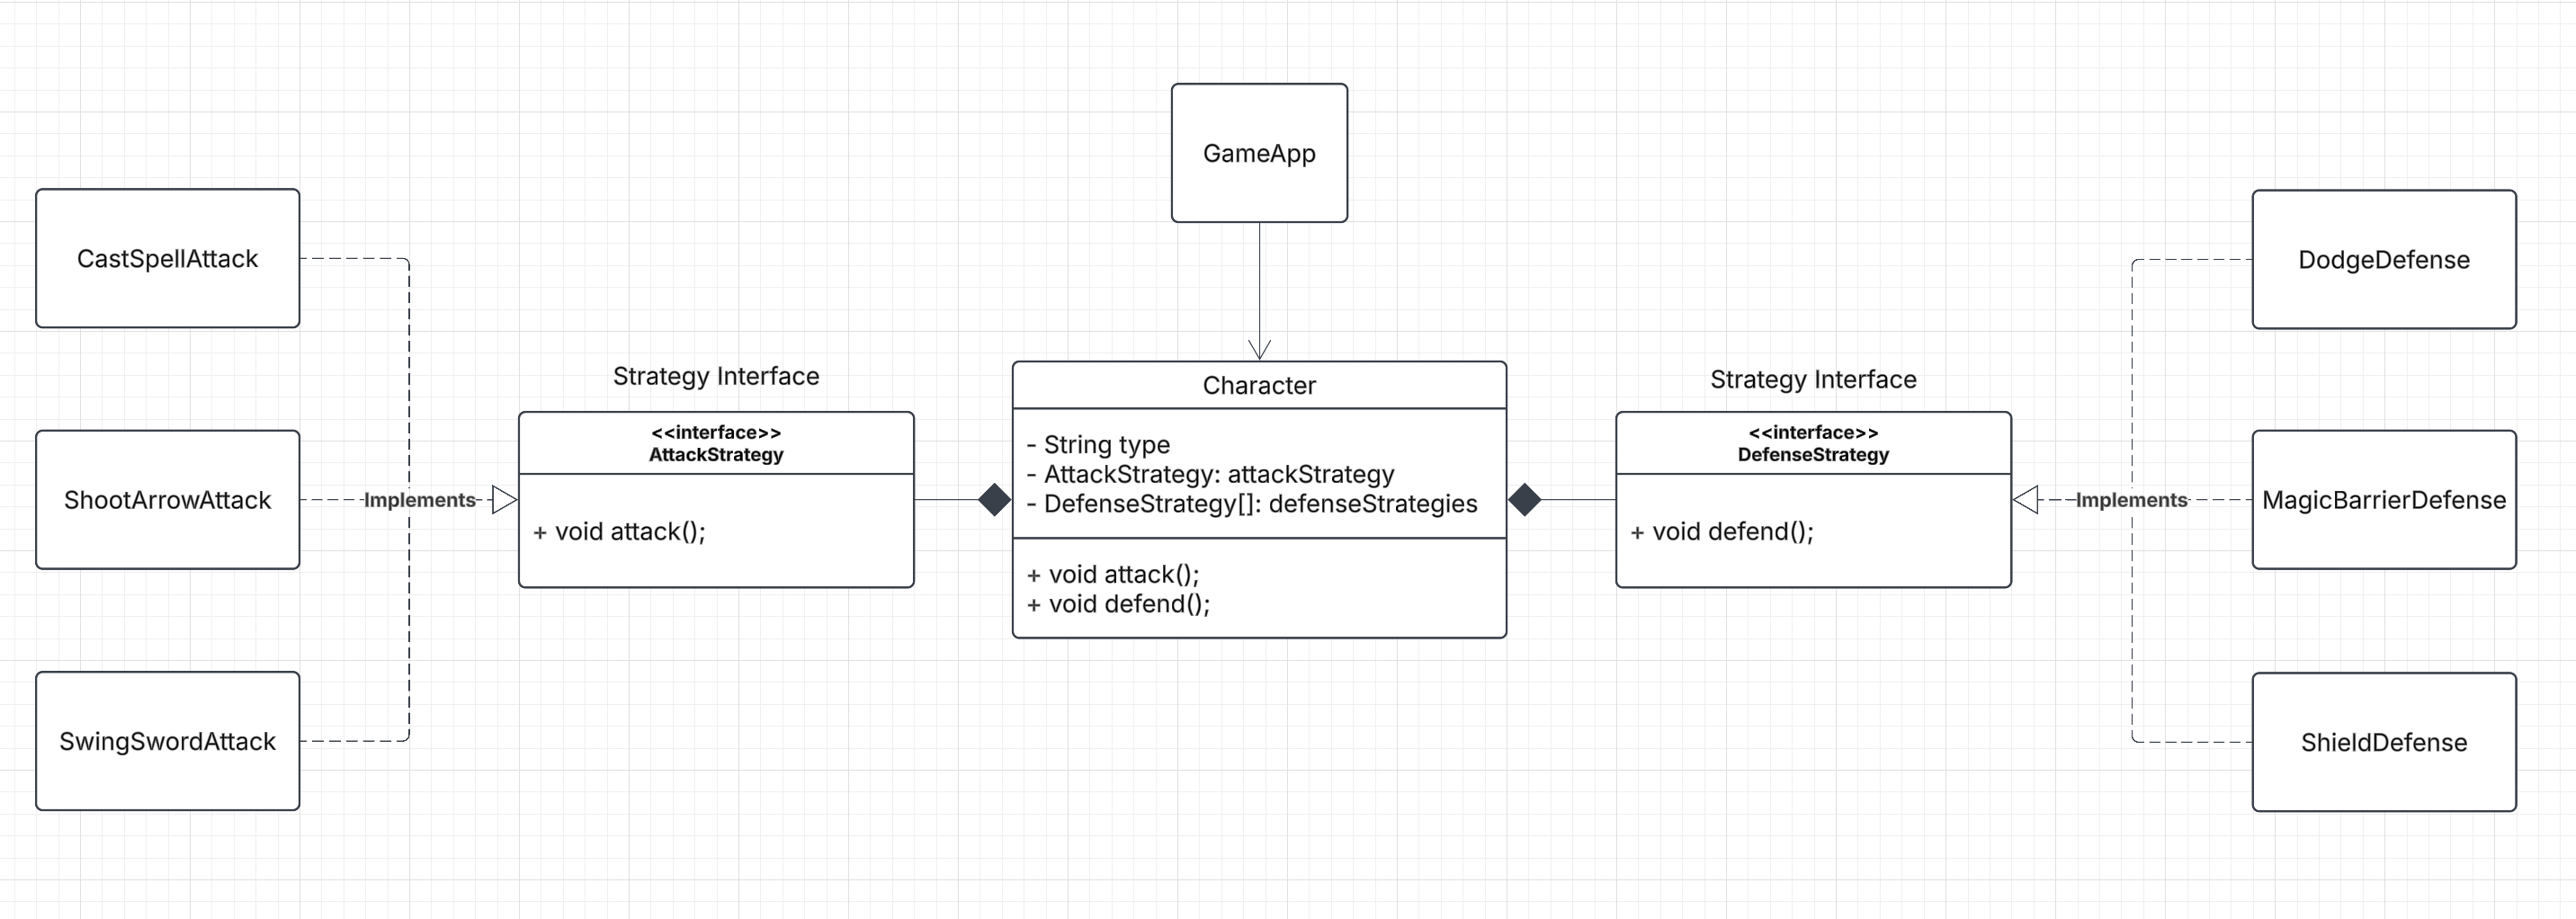 GameApp
CastSpellAttack
DodgeDefense
Strategy Interface
Character
Strategy Interface
<<interface>>
AttackStrategy
- String type
- AttackStrategy: attackStrategy
- DefenseStrategy[]: defenseStrategies
<<interface>>
DefenseStrategy
ShootArrowAttack
Implements
+ void attack();
+ void defend();
Implements
MagicBarrierDefense
+ void attack();
+ void defend();
SwingSwordAttack
ShieldDefense